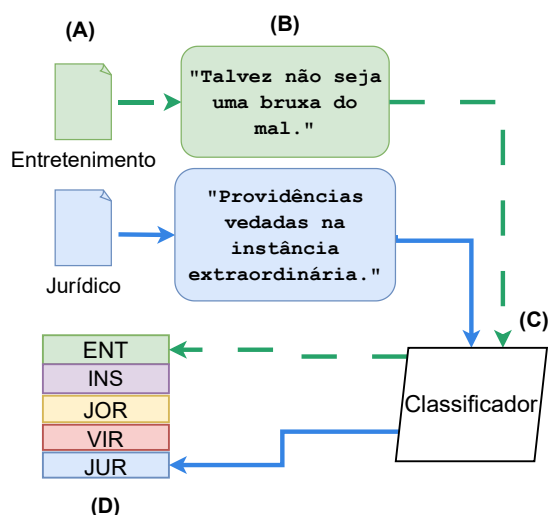 (A)
(B)
"Talvez não seja
uma bruxa do
mal."
Entretenimento
"Providências
vedadas na
instância
extraordinária."
Jurídico
(C)
Classificador
ENT
INS
JOR
VIR
JUR
(D)